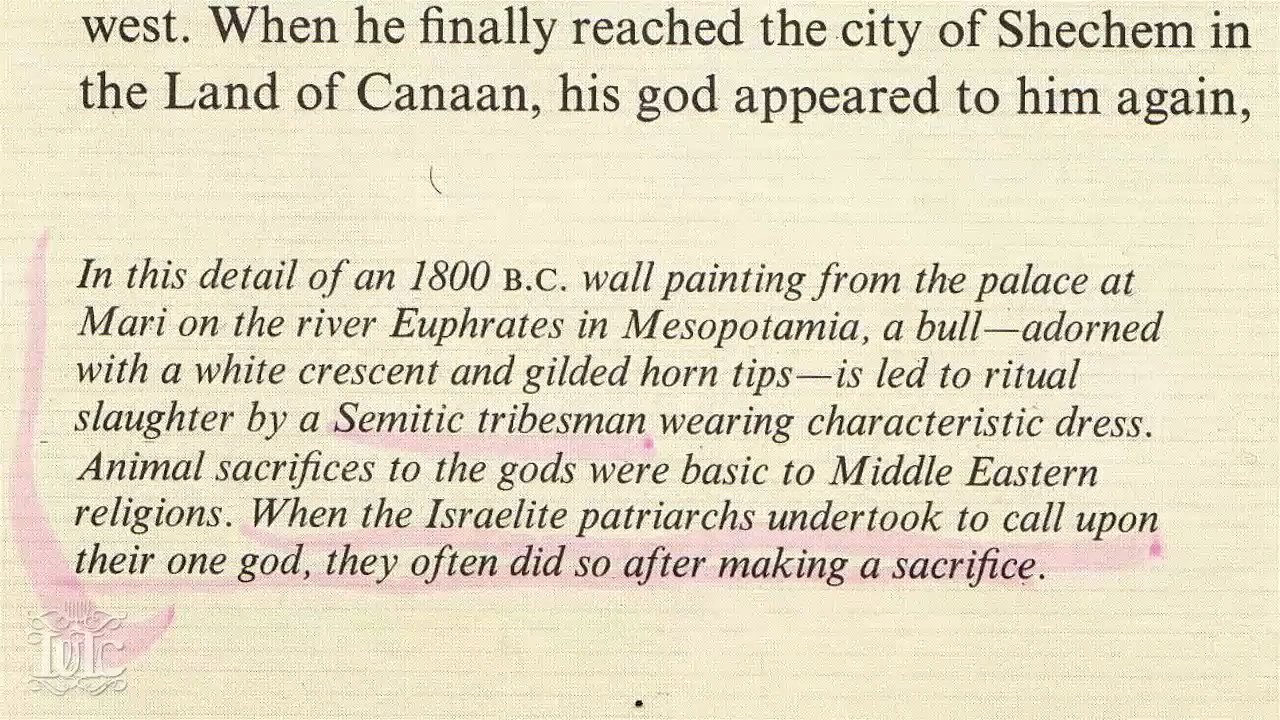 west. When he finally reached the city of Shechem in
the Land of Canaan, his god appeared to him again,
In this detail of an 1800 B.C. wall painting from the palace at
Mari on the river Euphrates in Mesopotamia, a bull—adorned
with a white crescent and gilded horn tips—is led to ritual
slaughter by a Semitic tribesman wearing characteristic dress.
Animal sacrifices to the gods were basic to Middle Eastern
religions. When the Israelite patriarchs undertook to call upon
their one god, they often did so after making a sacrifice.